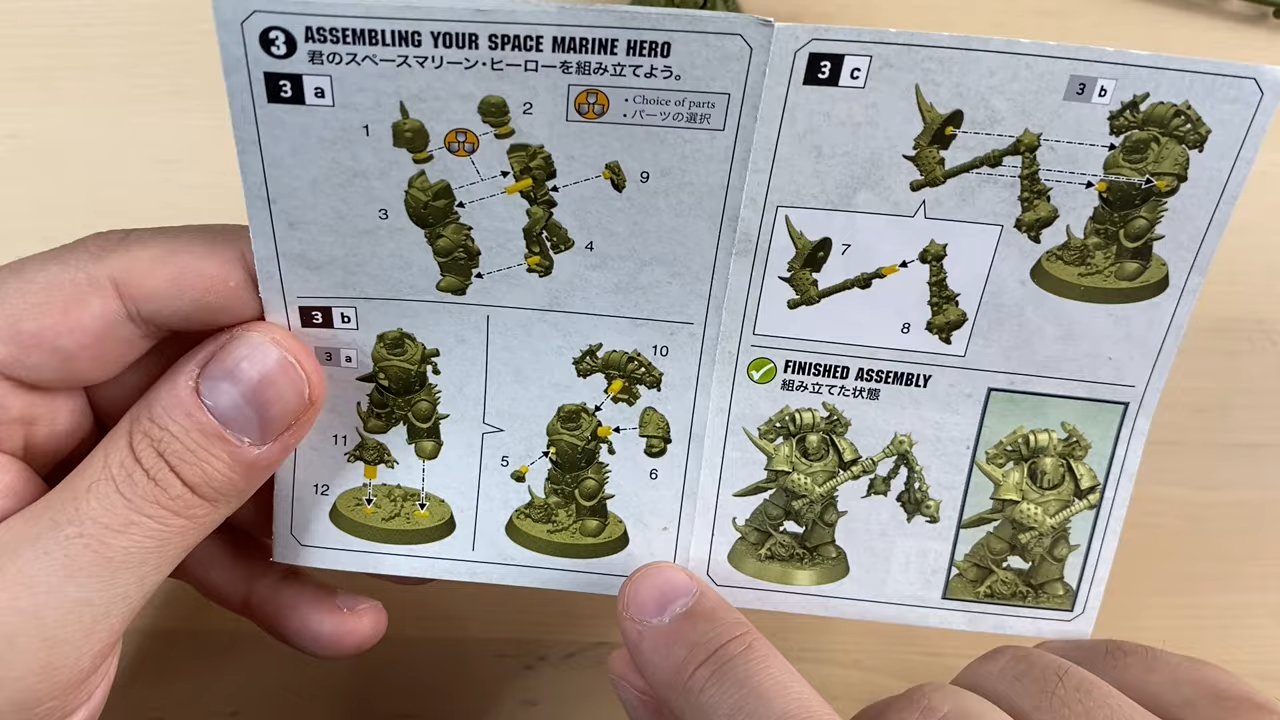 3 ASSEMBLING YOUR SPACE MARINE HERO
君のスペースマリーン・ヒーローを組み立てよう。
3 a
• Choice of parts
• パーツの選択
1
2
3
9
4
3 b
3 a
11
12
10
5
6
3 c
3 b
7
8
FINISHED ASSEMBLY
組み立てた状態